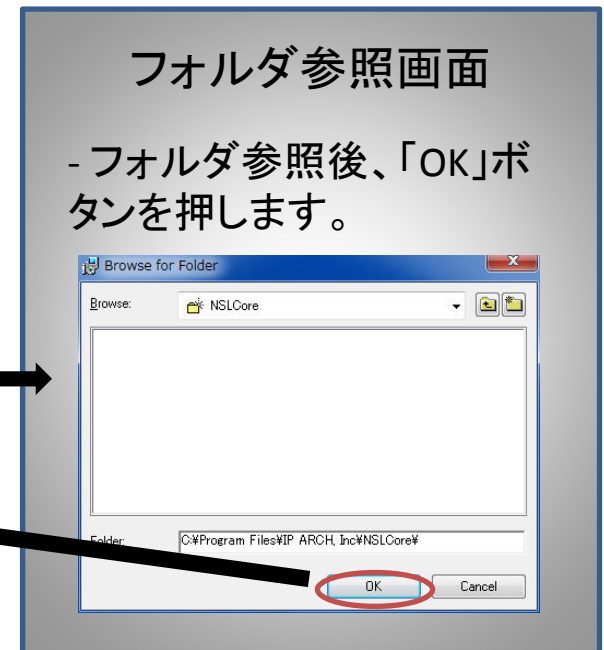 フォルダ参照画面
- フォルダ参照後、「OK」ボ
タンを押します。
Browse for Folder
Browse: NSLCore
Folder: C:¥Program Files¥IP ARCH, Inc¥NSLCore¥
OK Cancel